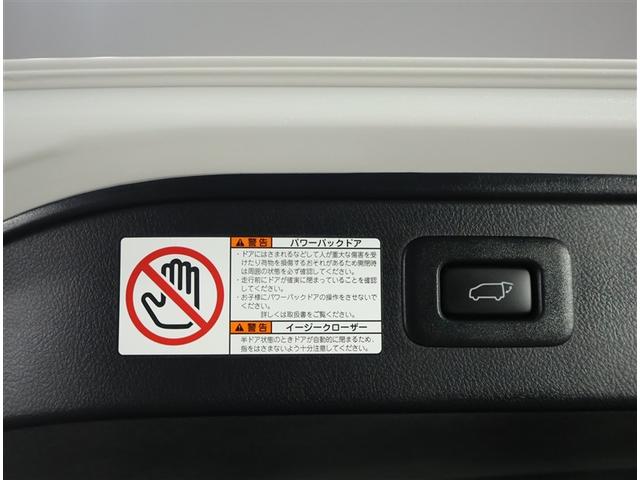 警告 パワーバックドア
・ドアにはさまれるなどして人が重大な傷害を受
けたり荷物を損傷するおそれがあるため開閉時
は周囲の状態を必ず確認してください。
・走行前にドアが確実に閉まっていることを確認
してください。
・お子様にパワーバックドアの操作をさせないで
ください。
詳しくは取扱書をご覧ください。
警告 イージークローザー
半ドア状態のときドアが自動的に閉まるため、
指をはさまないよう十分注意してください。